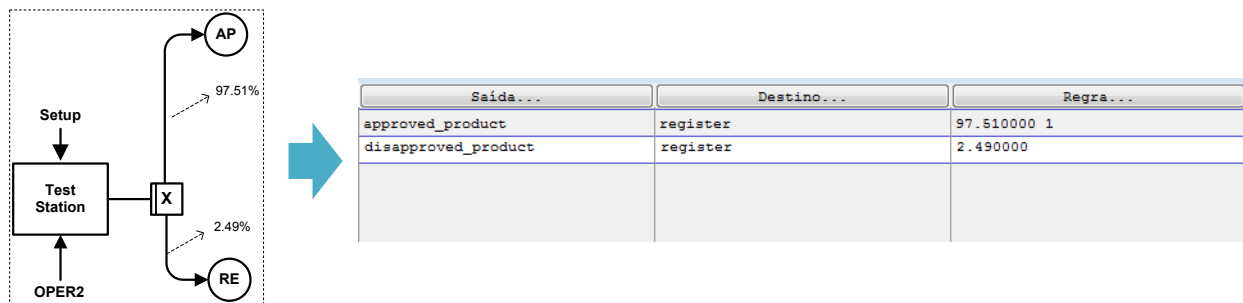 AP
97.51%
Setup
Test
Station
X
2.49%
RE
OPER2
Saída... Destino... Regra...
approved_product register 97.510000 1
disapproved_product register 2.490000